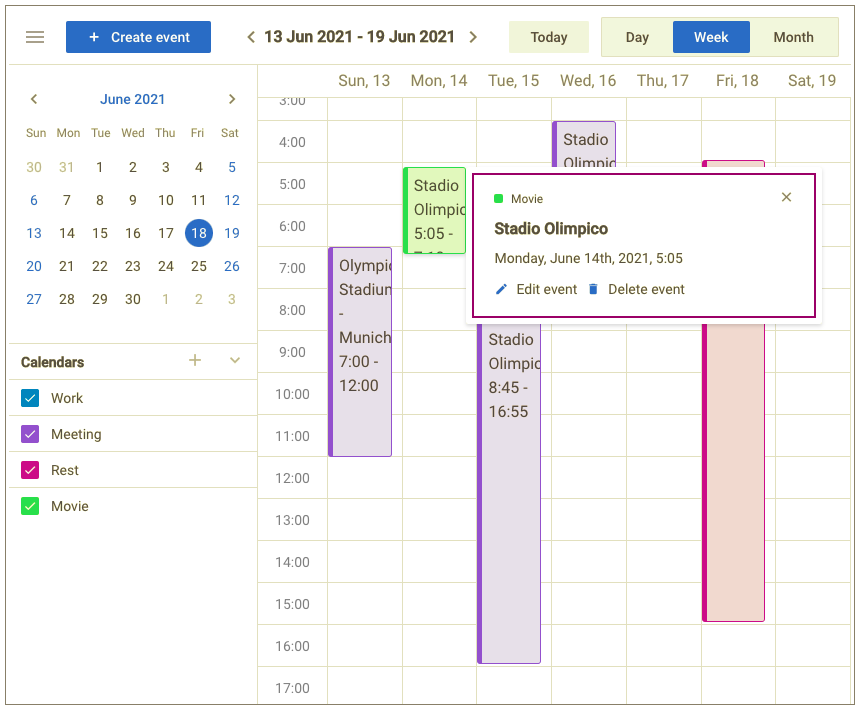 Create event
13 Jun 2021 - 19 Jun 2021
Today
Day
Week
Month
June 2021
Sun Mon Tue Wed Thu Fri Sat
30 31 1 2 3 4 5
6 7 8 9 10 11 12
13 14 15 16 17 18 19
20 21 22 23 24 25 26
27 28 29 30 1 2 3
Calendars
Work
Meeting
Rest
Movie
Sun, 13 Mon, 14 Tue, 15 Wed, 16 Thu, 17 Fri, 18 Sat, 19
3:00
4:00
5:00
6:00
7:00
8:00
9:00
10:00
11:00
12:00
13:00
14:00
15:00
16:00
17:00
Olympic
Stadium
-
Munich
7:00 -
12:00
Stadio
Olimpic
5:05 -
Stadio
Olimpic
8:45 -
16:55
Stadio
Olimpic
Movie
Stadio Olimpico
Monday, June 14th, 2021, 5:05
Edit event
Delete event